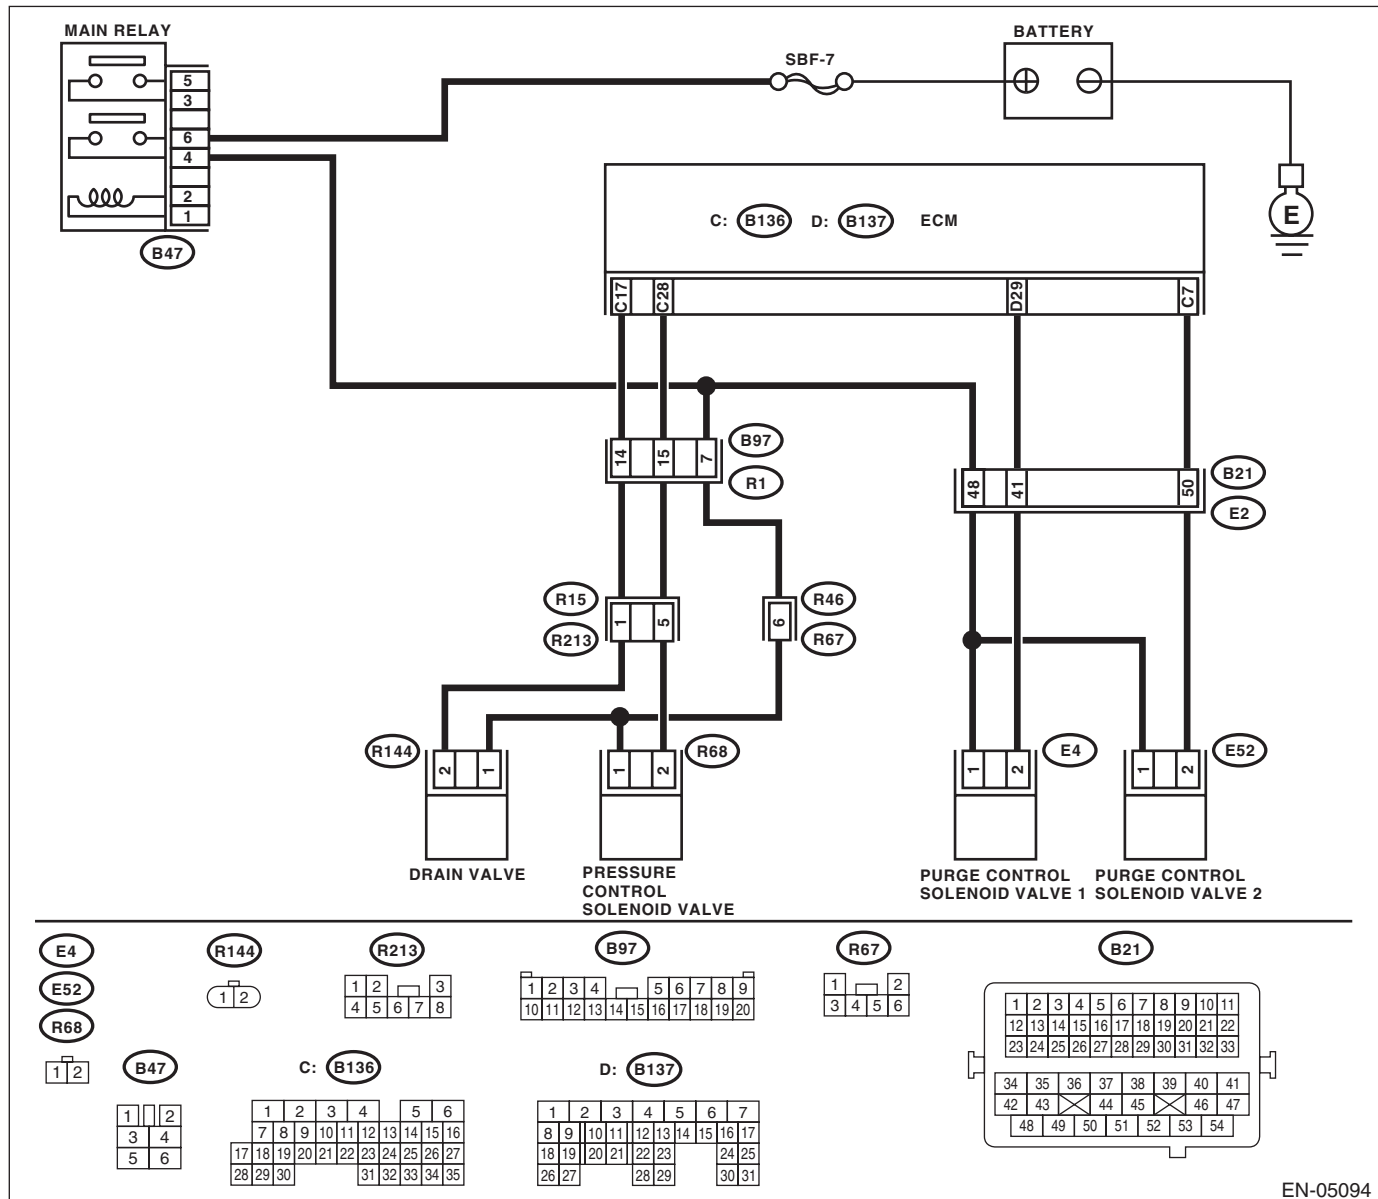 MAIN RELAY
BATTERY
SBF-7
5
3
6
4
2
1
B47
E
C: B136 D: B137 ECM
C17 C28 D29 C7
B97
14 15 7
R1
B21
48 41 50
E2
R15 R46
1 5 6
R213 R67
R144 R68 E4 E52
2 1 1 2 1 2 1 2
DRAIN VALVE
PRESSURE
CONTROL
SOLENOID VALVE
PURGE CONTROL
SOLENOID VALVE 1
PURGE CONTROL
SOLENOID VALVE 2
E4
E52
R68
1 2
R144
1 2
R213
1 2 3
4 5 6 7 8
B97
1 2 3 4 5 6 7 8 9
10 11 12 13 14 15 16 17 18 19 20
R67
1 2
3 4 5 6
B21
1 2 3 4 5 6 7 8 9 10 11
12 13 14 15 16 17 18 19 20 21 22
23 24 25 26 27 28 29 30 31 32 33
34 35 36 37 38 39 40 41
42 43 44 45 46 47
48 49 50 51 52 53 54
B47
1 2
3 4
5 6
C: B136
1 2 3 4 5 6
7 8 9 10 11 12 13 14 15 16
17 18 19 20 21 22 23 24 25 26 27
28 29 30 31 32 33 34 35
D: B137
1 2 3 4 5 6 7
8 9 10 11 12 13 14 15 16 17
18 19 20 21 22 23 24 25
26 27 28 29 30 31
EN-05094